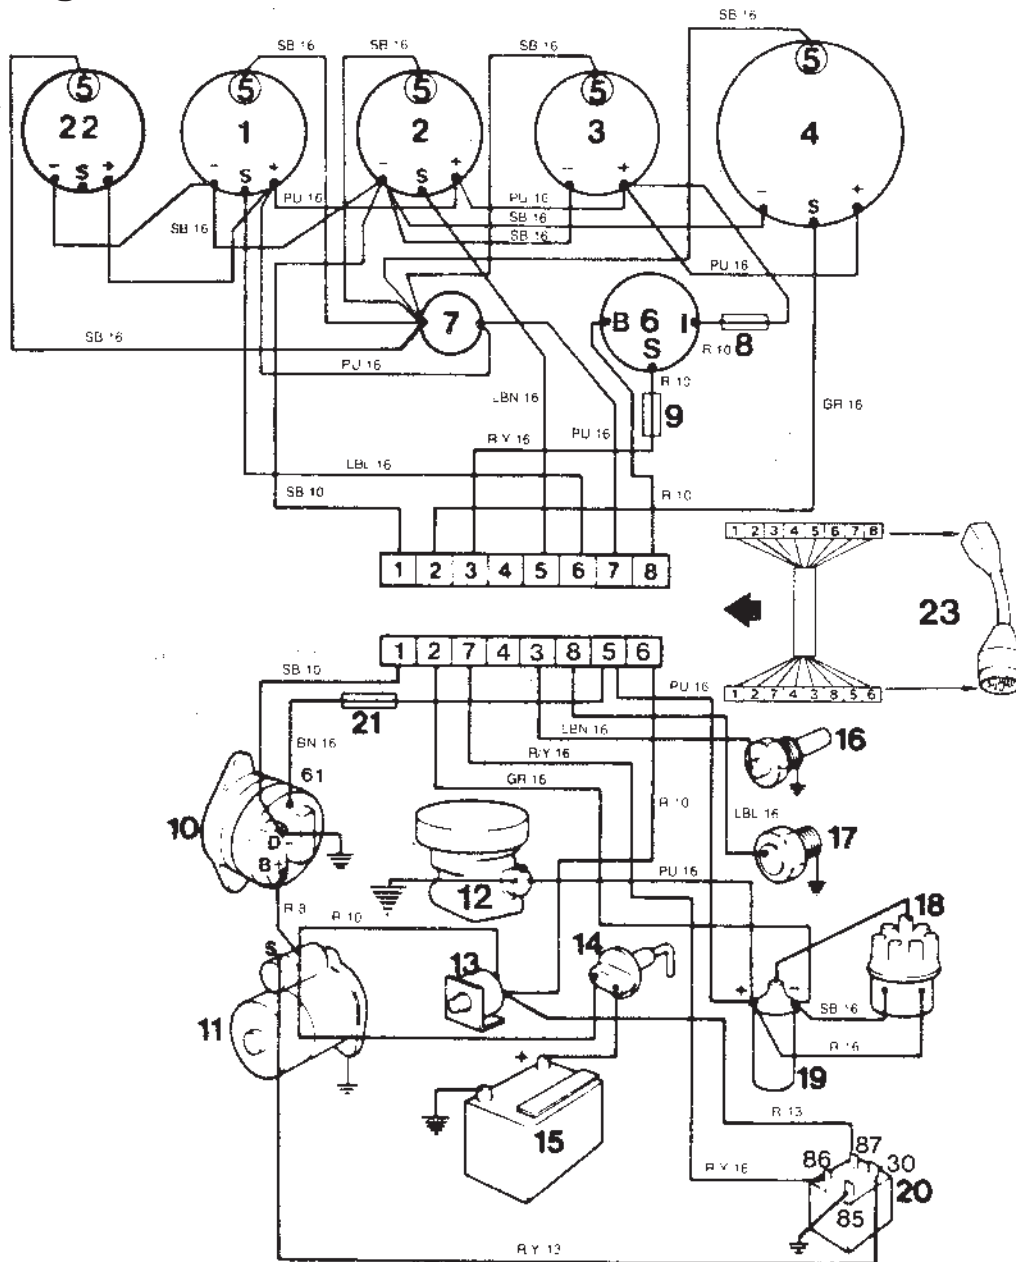 SB 16 SB 16 SB 16 SB 16 SB 16
5 5 5 5 5
22 1 2 3 4
- S + - S + - S + - + - S +
PU 16 PU 16 SB 16
SB 16 SB 16 PU 16
7 B 6 I S
SB 16 PU 16 R 10 8
LBN 16 R 10 GR 16
9
R/Y 16 PU 16
LBL 16
SB 10 R 10
1 2 3 4 5 6 7 8
1 2 3 4 5 6 7 8
23
1 2 7 4 3 8 5 6
1 2 7 4 3 8 5 6
SB 10 PU 16
21
BN 16 LBN 16 16
61 R/Y 16
GR 16
R 10
10 LBL 16 17
D -
B +
12 PU 16
R 8 R 10 18
S 13 14
+ -
SB 16
11 R 16
19
+
15 R 13
87
R/Y 16 86 30
20
85
R/Y 13